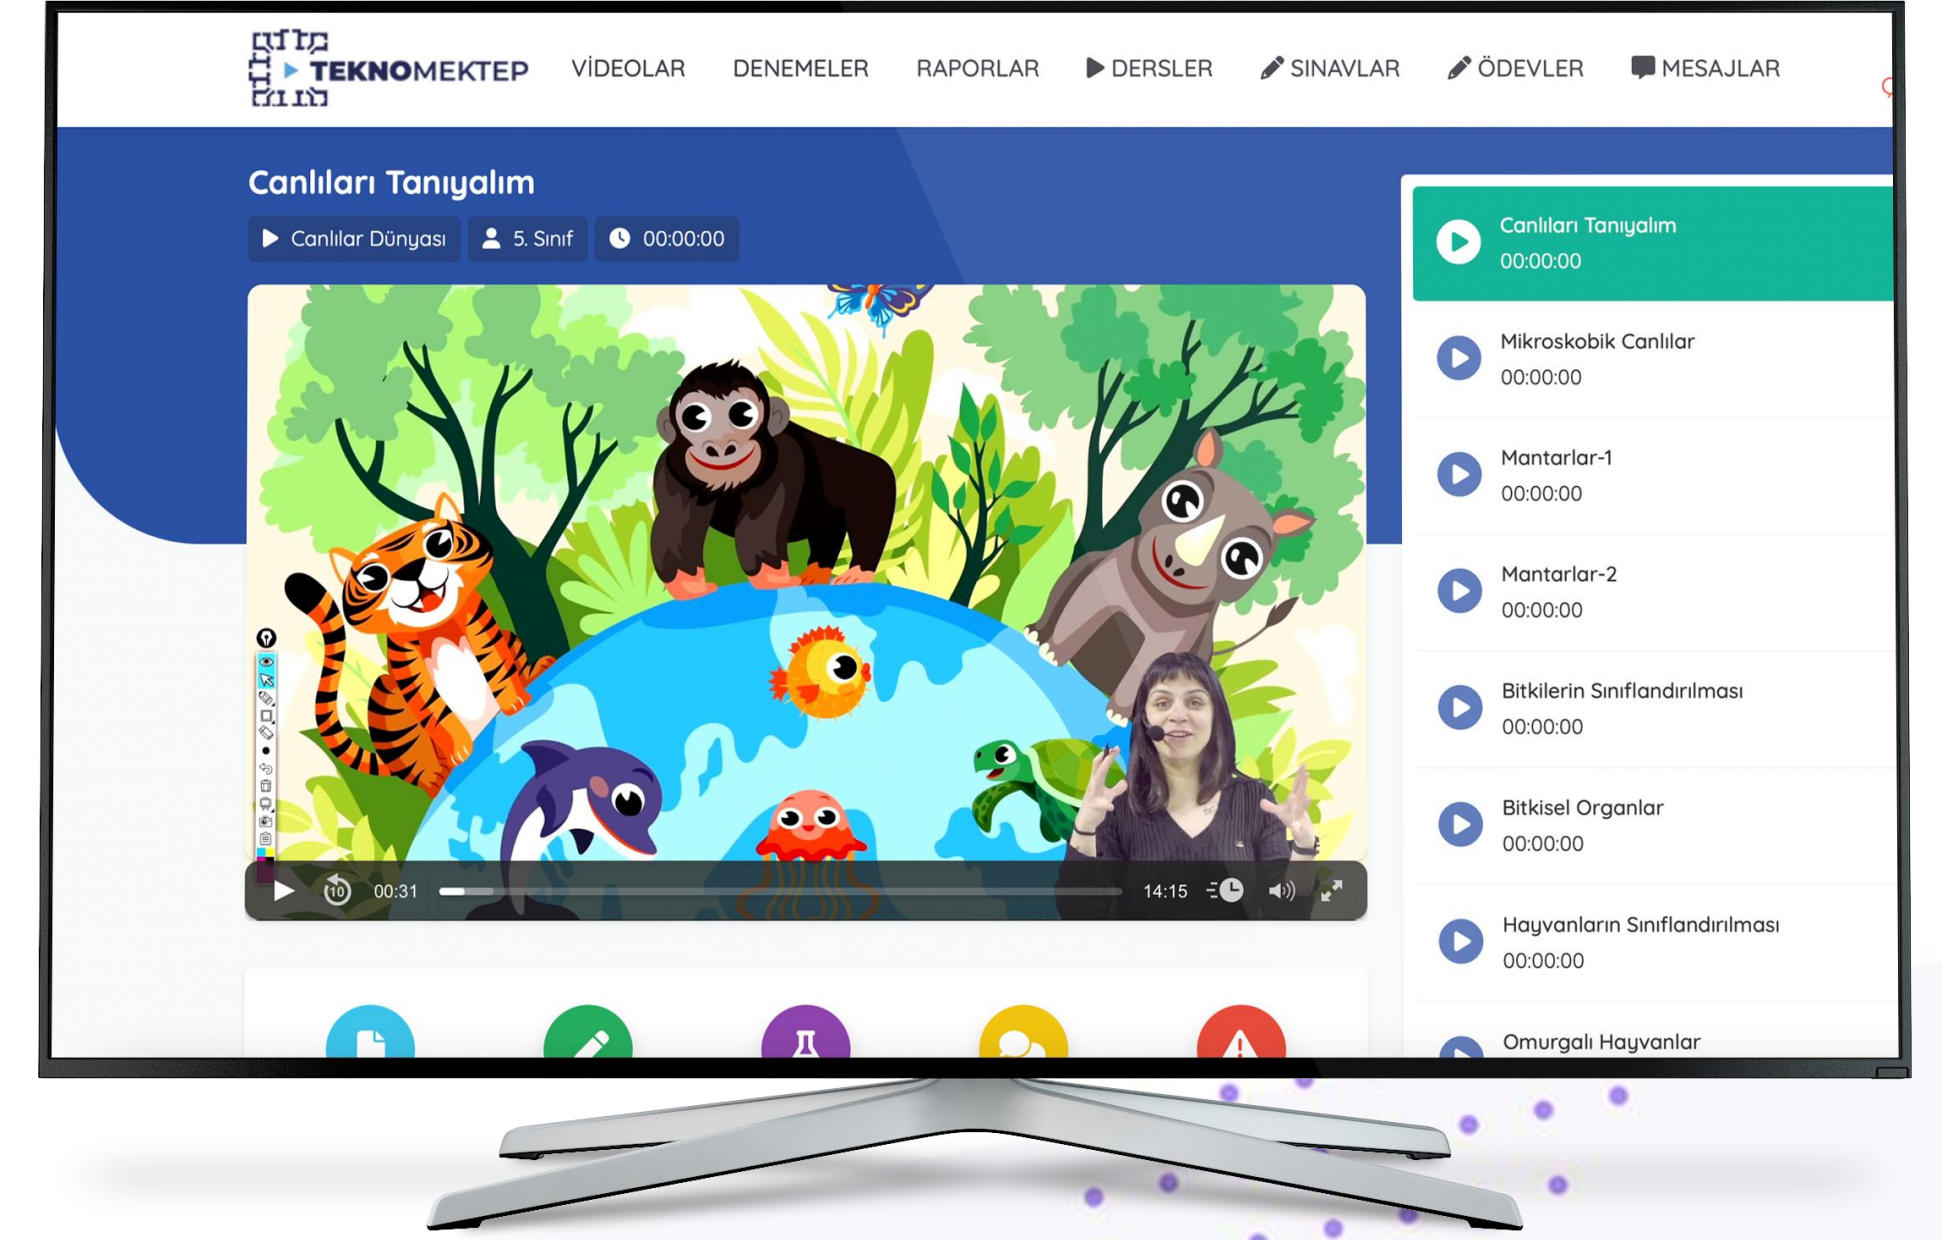 TEKNOMEKTEP
VİDEOLAR
DENEMELER
RAPORLAR
DERSLER
SINAVLAR
ÖDEVLER
MESAJLAR
Canlıları Tanıyalım
Canlılar Dünyası
5. Sınıf
00:00:00
10
00:31
14:15
Canlıları Tanıyalım
00:00:00
Mikroskobik Canlılar
00:00:00
Mantarlar-1
00:00:00
Mantarlar-2
00:00:00
Bitkilerin Sınıflandırılması
00:00:00
Bitkisel Organlar
00:00:00
Hayvanların Sınıflandırılması
00:00:00
Omurgalı Hayvanlar